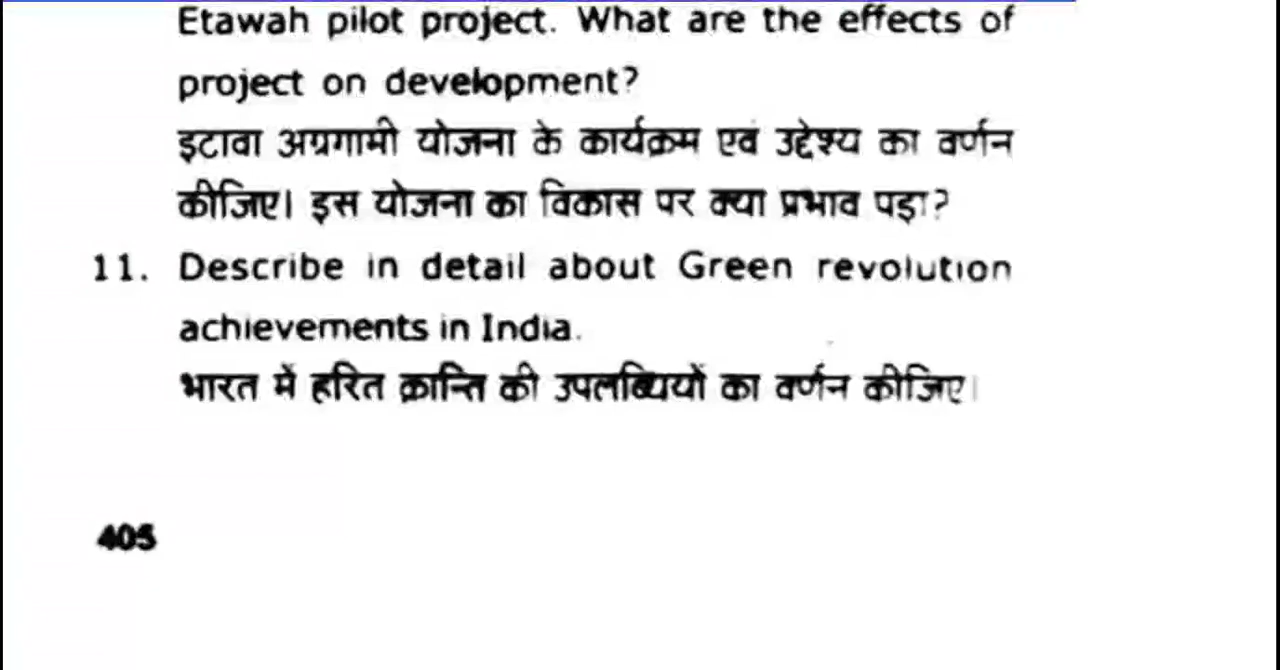 Etawah pilot project. What are the effects of
project on development?
इटावा अग्रगामी योजना के कार्यक्रम एवं उद्देश्य का वर्णन
कीजिए। इस योजना का विकास पर क्या प्रभाव पड़ा?
11. Describe in detail about Green revolution
achievements in India.
भारत में हरित क्रान्ति की उपलब्धियों का वर्णन कीजिए।
405